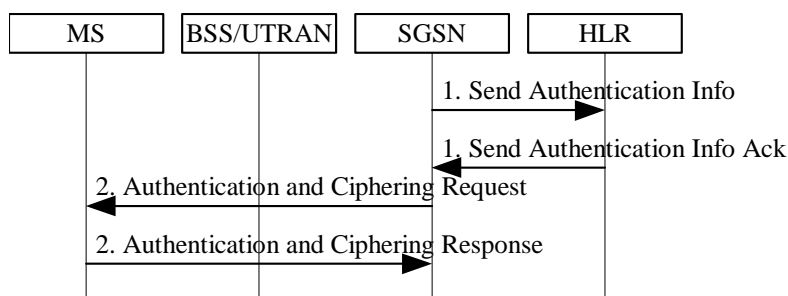 MS
BSS/UTRAN
SGSN
HLR
1. Send Authentication Info
1. Send Authentication Info Ack
2. Authentication and Ciphering Request
2. Authentication and Ciphering Response